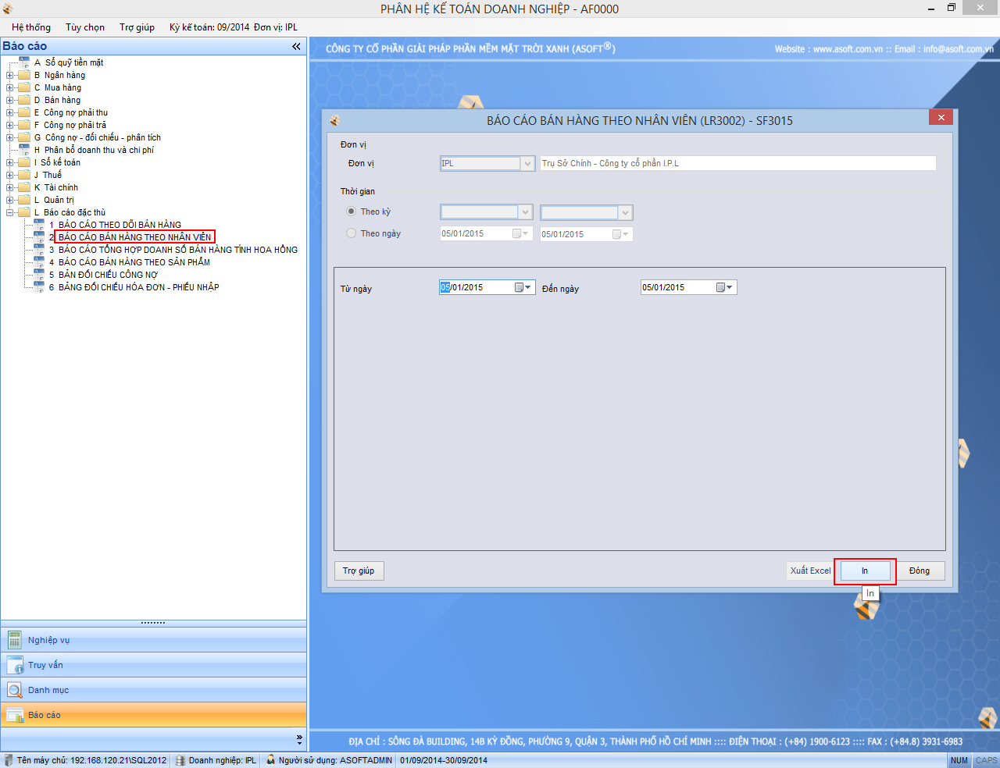 PHÂN HỆ KẾ TOÁN DOANH NGHIỆP - AF0000
Hệ thống Tùy chọn Trợ giúp Kỳ kế toán: 09/2014 Đơn vị: IPL
Báo cáo
A Sổ quỹ tiền mặt
B Ngân hàng
C Mua hàng
D Bán hàng
E Công nợ phải thu
F Công nợ phải trả
G Công nợ - đối chiếu - phân tích
H Phân bổ doanh thu và chi phí
I Sổ kế toán
J Thuế
K Tài chính
L Quản trị
L Báo cáo đặc thù
1 BÁO CÁO THEO DÕI BÁN HÀNG
2 BÁO CÁO BÁN HÀNG THEO NHÂN VIÊN
3 BÁO CÁO TỔNG HỢP DOANH SỐ BÁN HÀNG TÍNH HOA HỒNG
4 BÁO CÁO BÁN HÀNG THEO SẢN PHẨM
5 BẢN ĐỐI CHIẾU CÔNG NỢ
6 BẢNG ĐỐI CHIẾU HÓA ĐƠN - PHIẾU NHẬP
Nghiệp vụ
Truy vấn
Danh mục
Báo cáo
CÔNG TY CỔ PHẦN GIẢI PHÁP PHẦN MỀM MẶT TRỜI XANH (ASOFT®)
Website : www.asoft.com.vn :: Email : info@asoft.com.vn
BÁO CÁO BÁN HÀNG THEO NHÂN VIÊN (LR3002) - SF3015
Đơn vị
Đơn vị IPL Trụ Sở Chính - Công ty cổ phần I.P.L
Thời gian
Theo kỳ
Theo ngày 05/01/2015 05/01/2015
Từ ngày 05/01/2015 Đến ngày 05/01/2015
Trợ giúp Xuất Excel In Đóng
In
ĐỊA CHỈ : SÔNG ĐÀ BUILDING, 14B KỲ ĐỒNG, PHƯỜNG 9, QUẬN 3, THÀNH PHỐ HỒ CHÍ MINH :::: ĐIỆN THOẠI : (+84) 1900-6123 :::: FAX : (+84.8) 3931-6983
Tên máy chủ: 192.168.120.21\SQL2012 Doanh nghiệp: IPL Người sử dụng: ASOFTADMIN 01/09/2014-30/09/2014 NUM CAPS